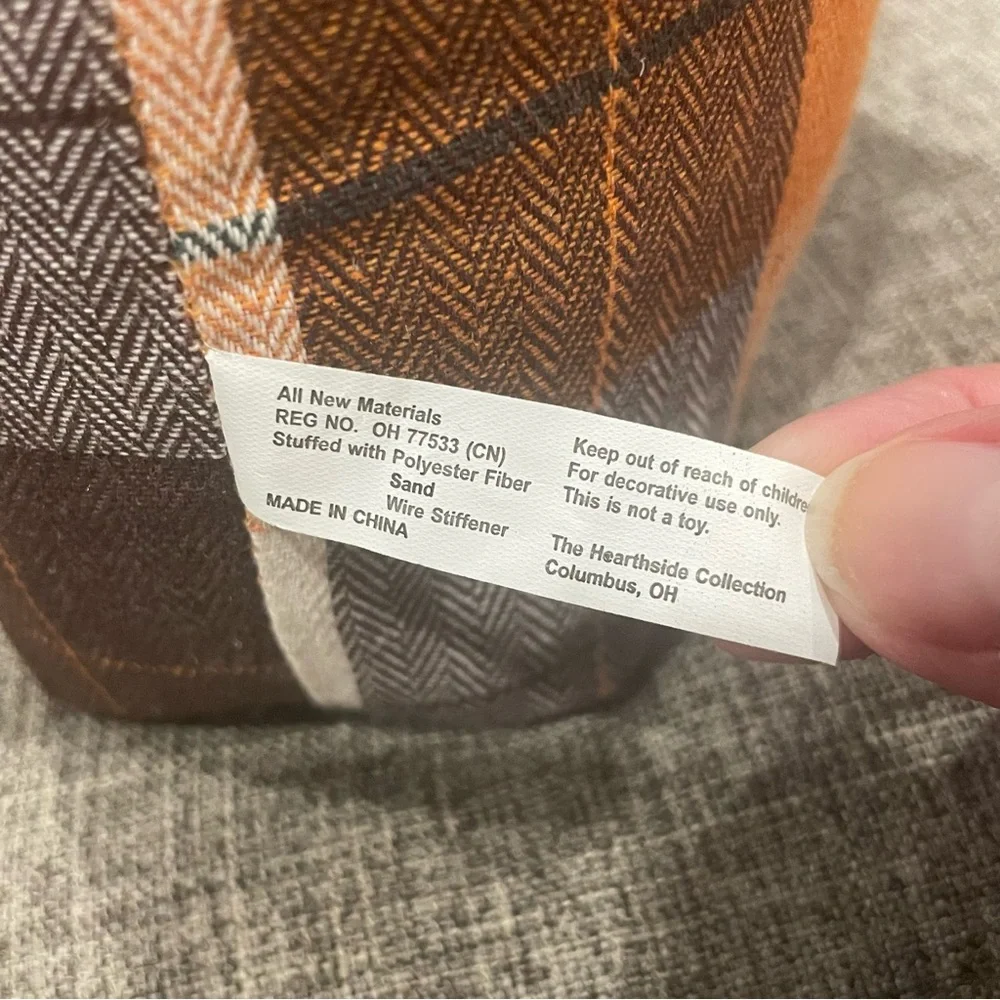 All New Materials
REG NO. OH 77533 (CN)
Stuffed with Polyester Fiber
Sand
Wire Stiffener
MADE IN CHINA
Keep out of reach of childre
For decorative use only.
This is not a toy.
The Hearthside Collection
Columbus, OH